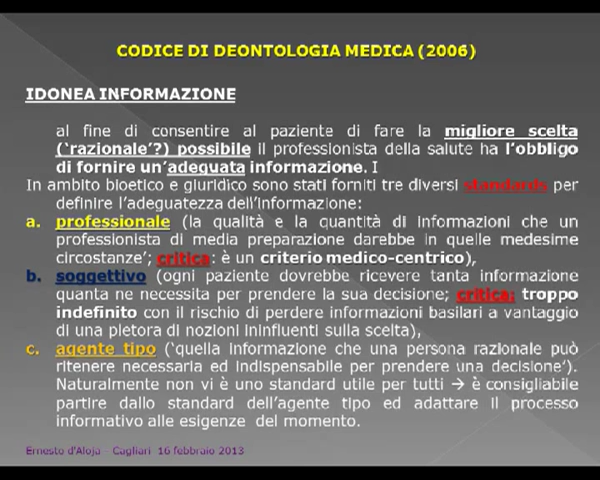 CODICE DI DEONTOLOGIA MEDICA (2006)
IDONEA INFORMAZIONE
al fine di consentire al paziente di fare la migliore scelta
('razionale'?) possibile il professionista della salute ha l'obbligo
di fornire un'adeguata informazione. I
In ambito bioetico e giuridico sono stati forniti tre diversi standards per
definire l'adeguatezza dell'informazione:
a. professionale (la qualità e la quantità di informazioni che un
professionista di media preparazione darebbe in quelle medesime
circostanze'; critica: è un criterio medico-centrico),
b. soggettivo (ogni paziente dovrebbe ricevere tanta informazione
quanta ne necessita per prendere la sua decisione; critica: troppo
indefinito con il rischio di perdere informazioni basilari a vantaggio
di una pletora di nozioni ininfluenti sulla scelta),
c. agente tipo ('quella informazione che una persona razionale può
ritenere necessaria ed indispensabile per prendere una decisione').
Naturalmente non vi è uno standard utile per tutti → è consigliabile
partire dallo standard dell'agente tipo ed adattare il processo
informativo alle esigenze del momento.
Ernesto d'Aloja - Cagliari 16 febbraio 2013